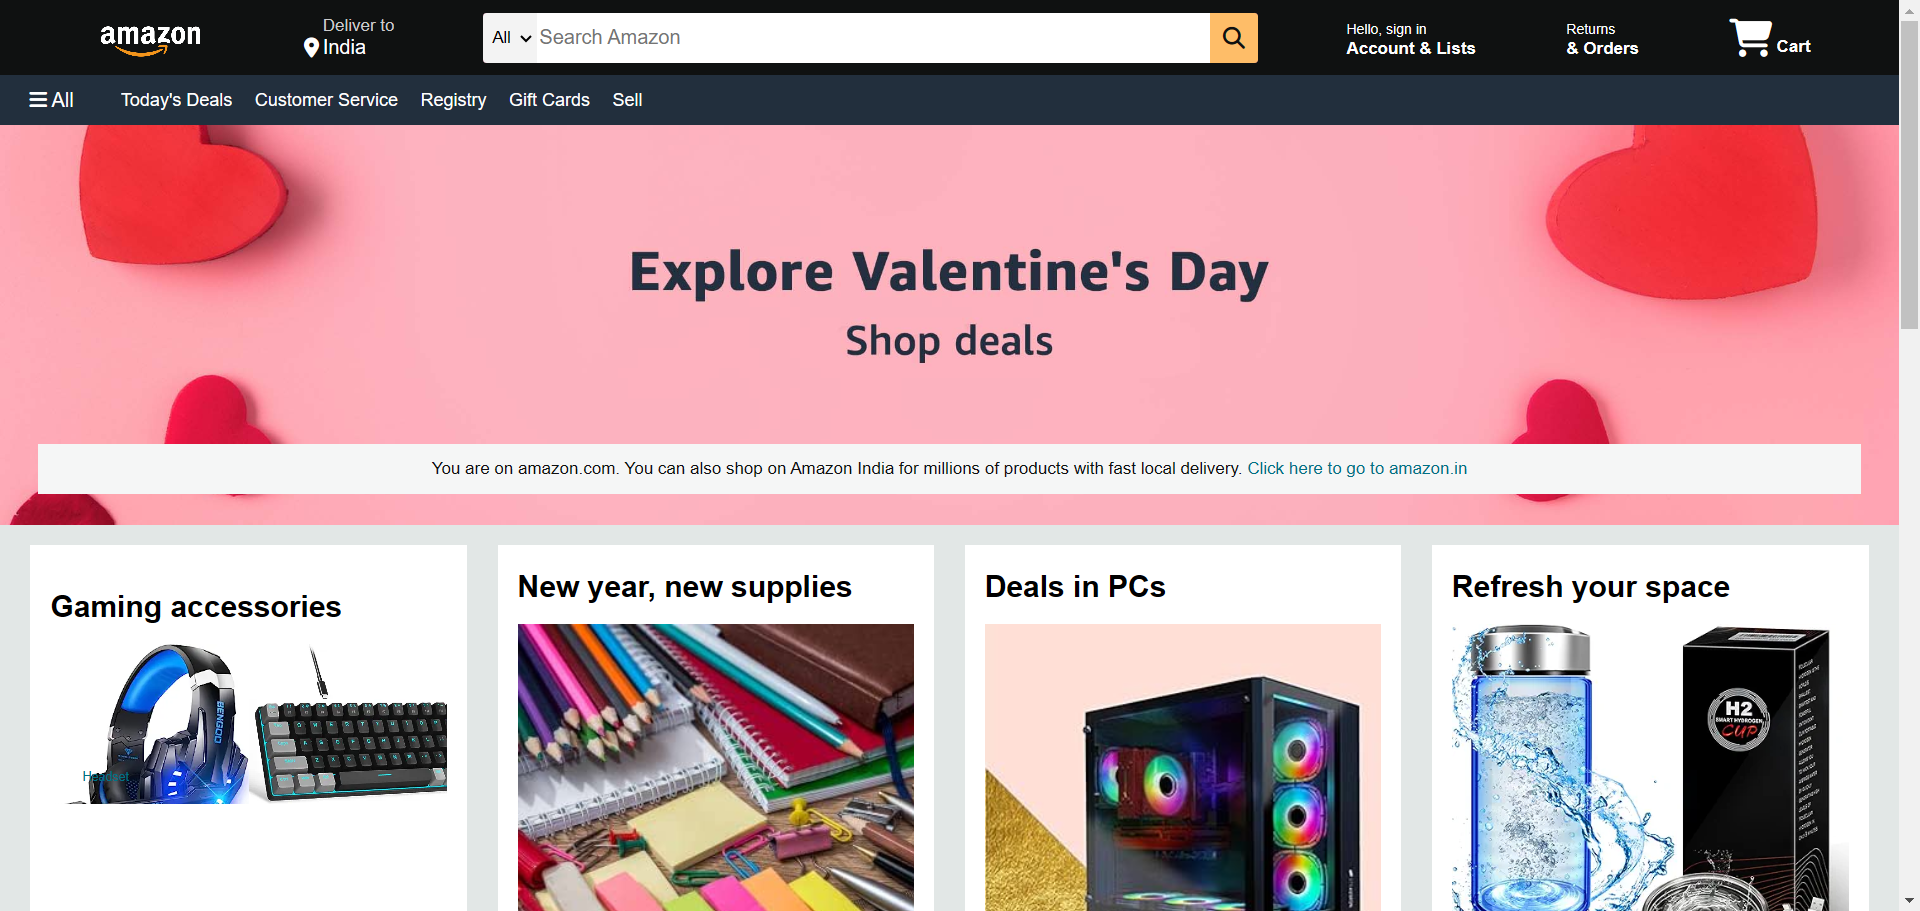 amazon
Deliver to
India
All
Search Amazon
Hello, sign in
Account & Lists
Returns
& Orders
Cart
All
Today's Deals
Customer Service
Registry
Gift Cards
Sell
Explore Valentine's Day
Shop deals
You are on amazon.com. You can also shop on Amazon India for millions of products with fast local delivery. Click here to go to amazon.in
Gaming accessories
New year, new supplies
Deals in PCs
Refresh your space
BENGOO
Headset
H2
SMART HYDROGEN
CUP